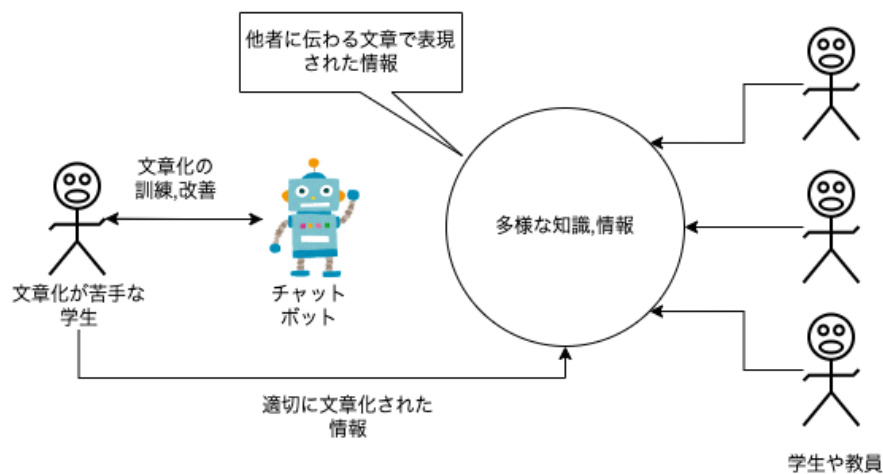 他者に伝わる文章で表現
された情報
文章化の
訓練,改善
多様な知識,情報
文章化が苦手な
学生
チャット
ボット
適切に文章化された
情報
学生や教員